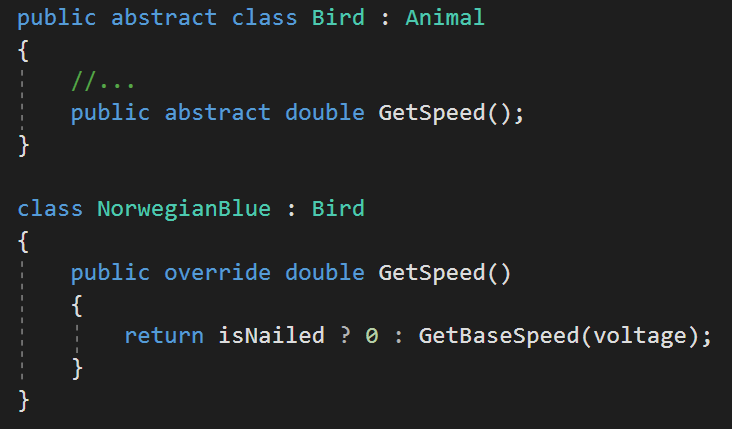 public abstract class Bird : Animal
{
    //...
    public abstract double GetSpeed();
}

class NorwegianBlue : Bird
{
    public override double GetSpeed()
    {
        return isNailed ? 0 : GetBaseSpeed(voltage);
    }
}